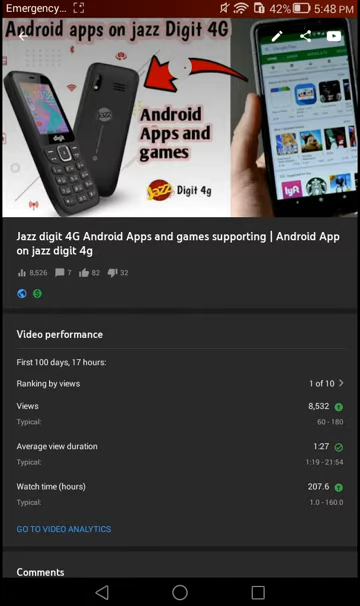 Emergency...
42%
5:48 PM
Android apps on jazz Digit 4G
Android
Apps and
games
Jazz
Digit 4g
digit
Jazz
Lyft
Jazz digit 4G Android Apps and games supporting | Android App
on jazz digit 4g
8,526
7
82
32
Video performance
First 100 days, 17 hours:
Ranking by views
1 of 10
Views
8,532
Typical:
60 - 180
Average view duration
1:27
Typical:
1:19 - 21:54
Watch time (hours)
207.6
Typical:
1.0 - 160.0
GO TO VIDEO ANALYTICS
Comments